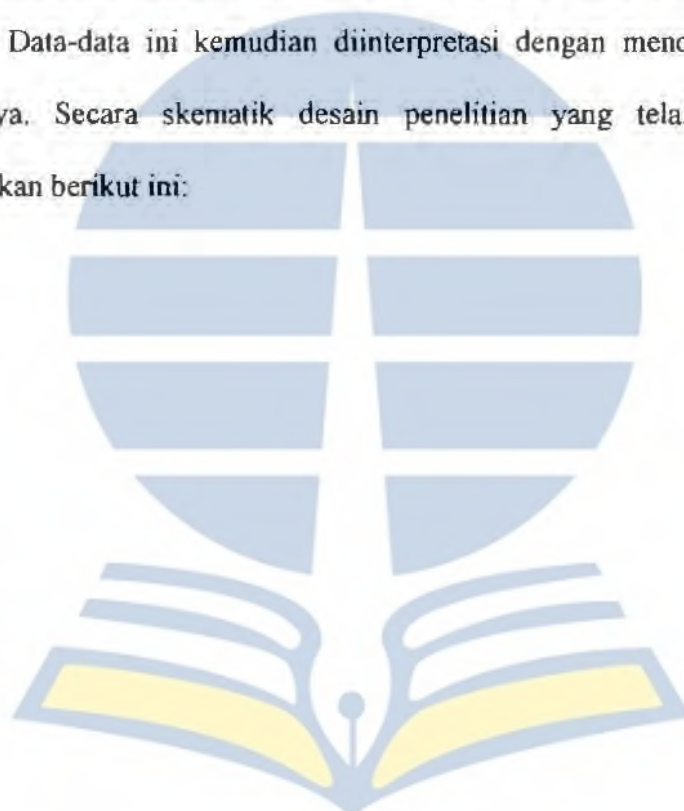 Data-data ini kemudian diinterpretasi dengan menc
ya. Secara skematik desain penelitian yang tela
kan berikut ini: